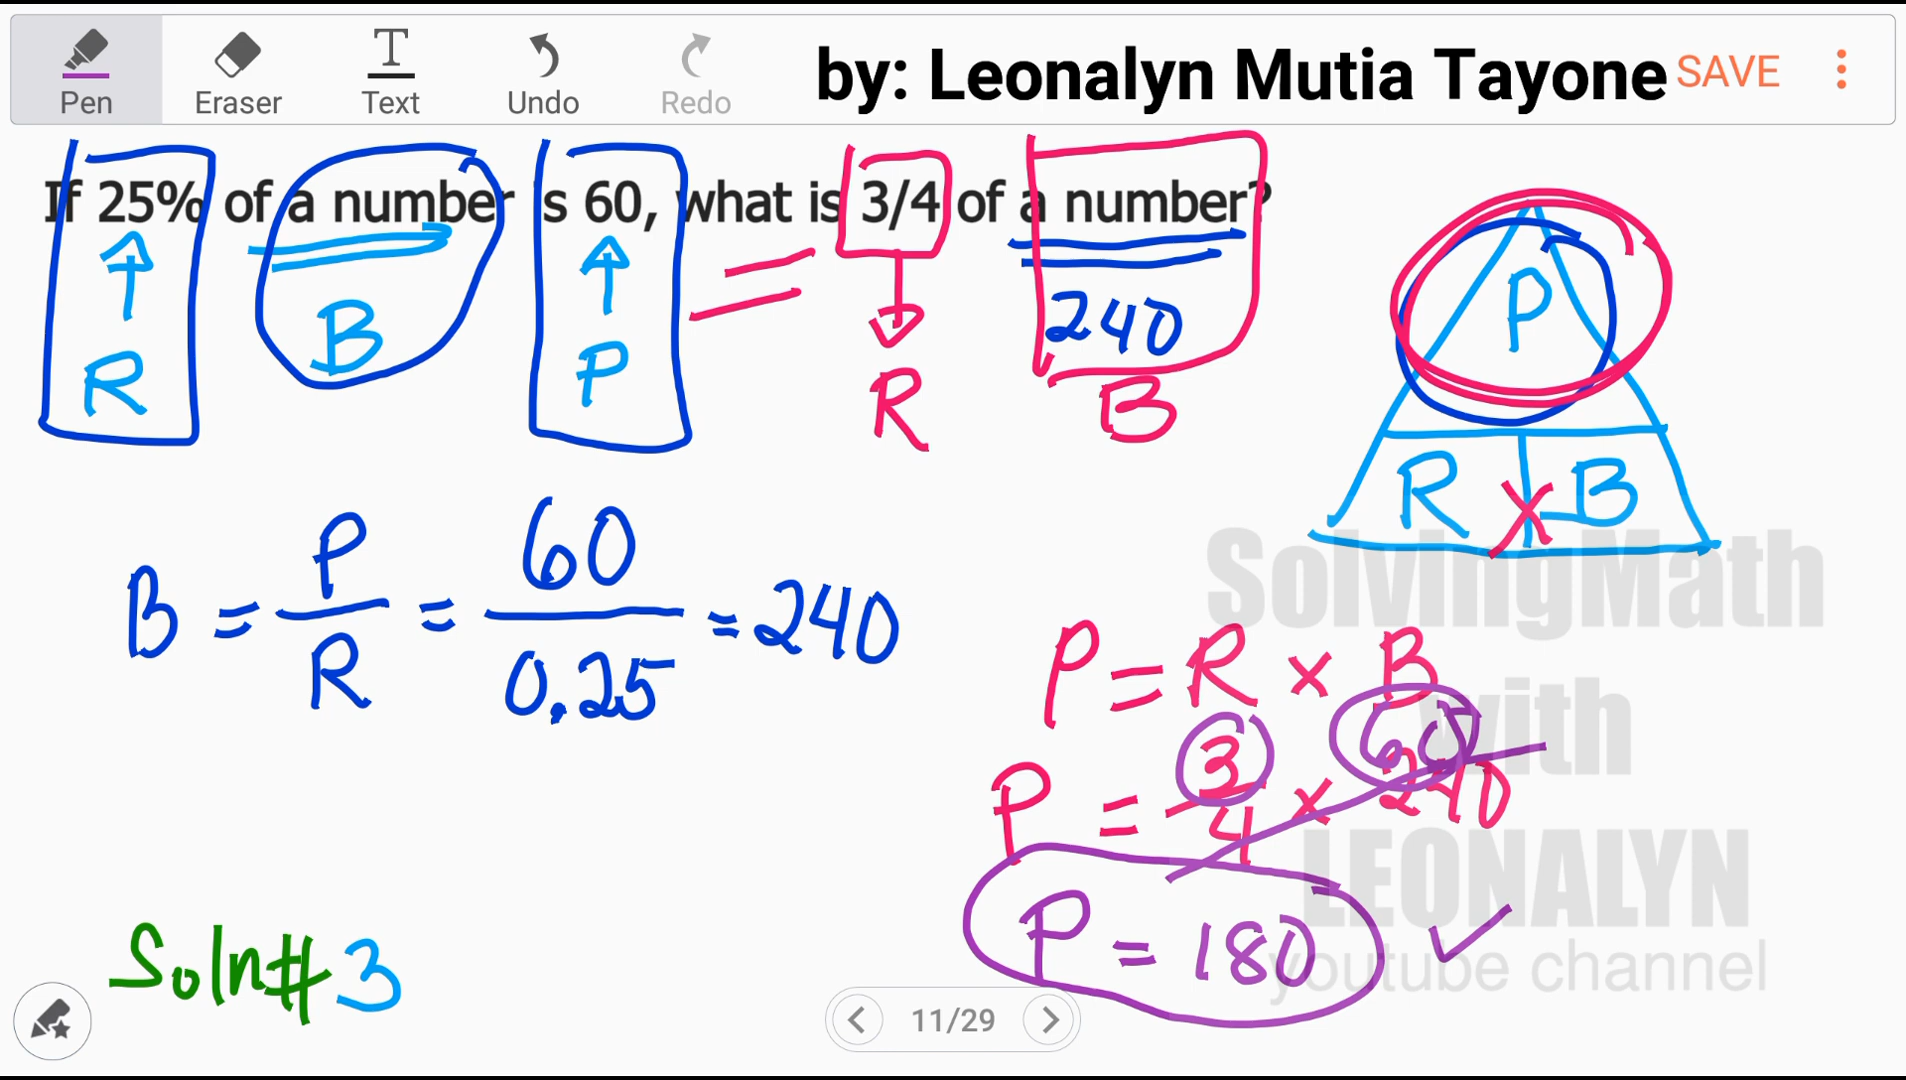 Pen Eraser Text Undo Redo by: Leonalyn Mutia Tayone SAVE
If 25% of a number is 60, what is 3/4 of a number?
R B P = R 240 B
P R × B
B = P/R = 60/0.25 = 240
P = R × B
P = 3/4 × 240 60
P = 180 ✓
Soln# 3
SolvingMath
with
LEONALYN
youtube channel
11/29